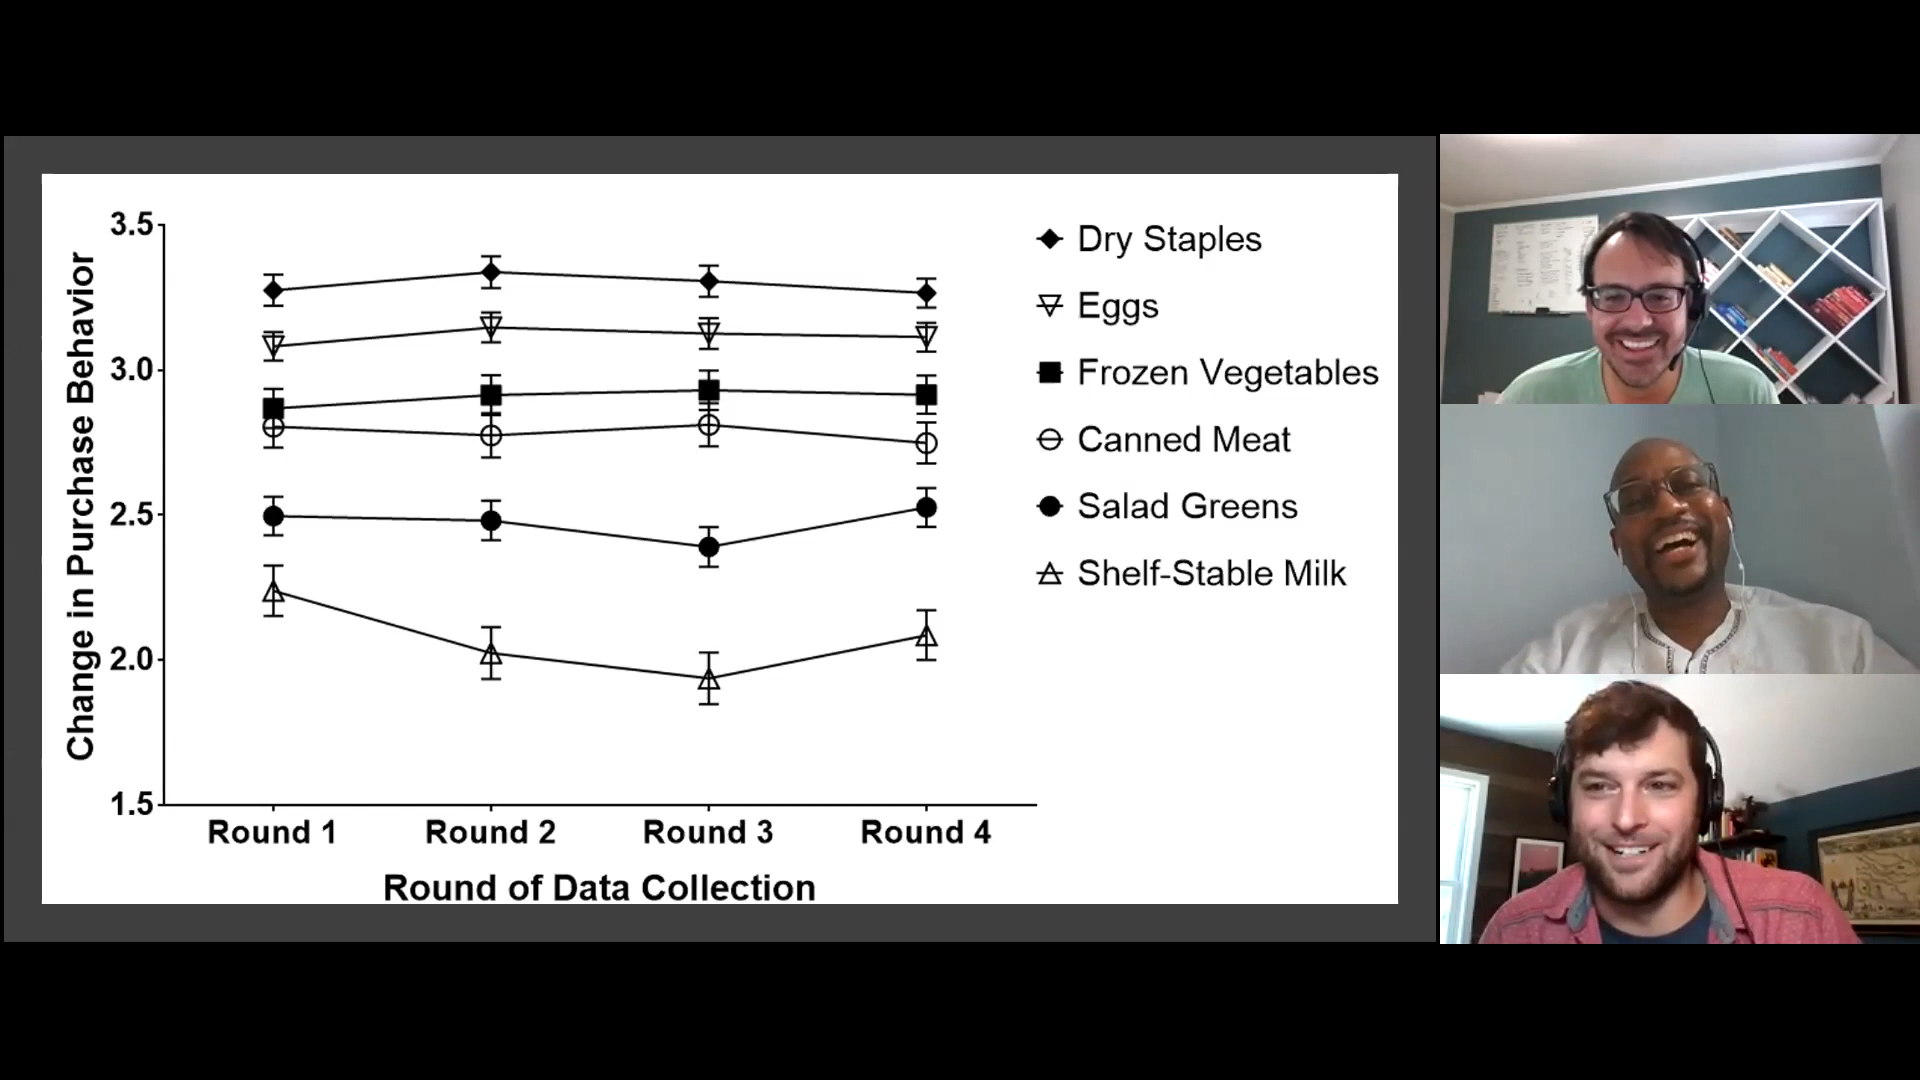 3.5
3.0
2.5
2.0
1.5
Change in Purchase Behavior
Round 1
Round 2
Round 3
Round 4
Round of Data Collection
Dry Staples
Eggs
Frozen Vegetables
Canned Meat
Salad Greens
Shelf-Stable Milk